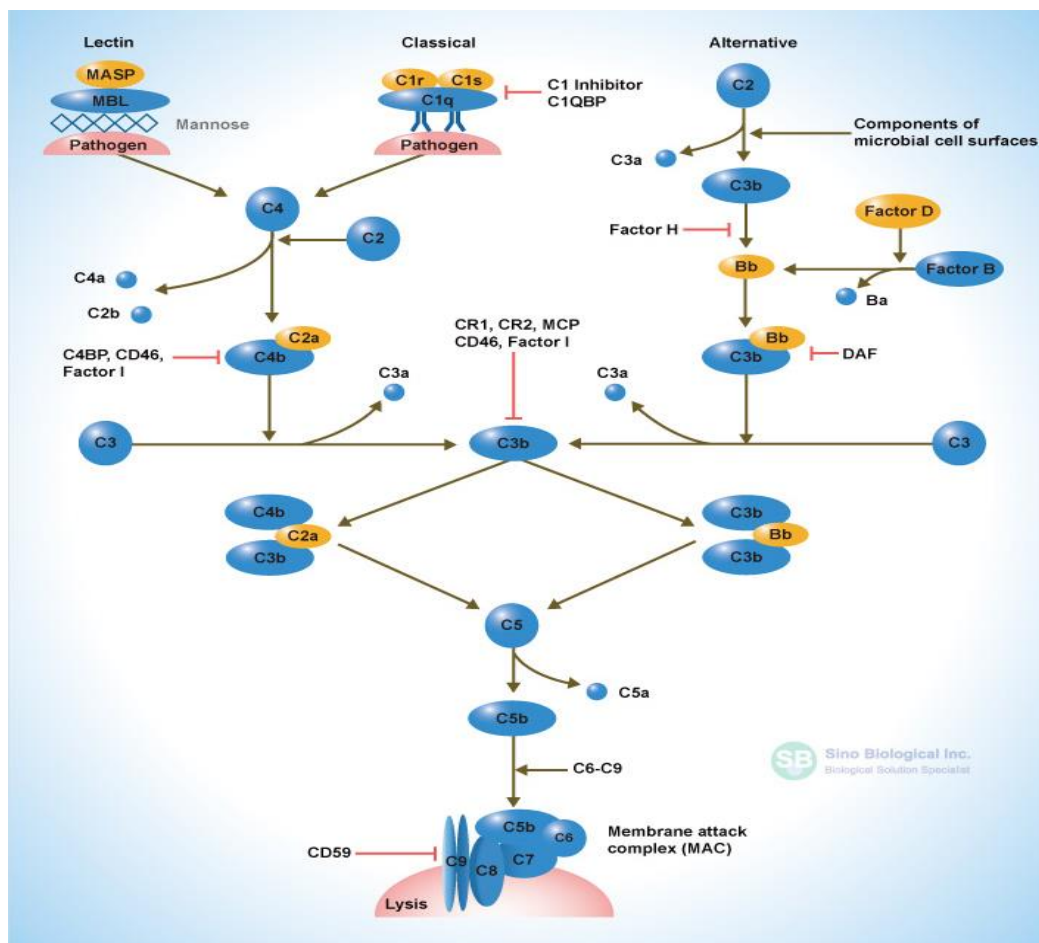 Lectin
Classical
Alternative
MASP
MBL
Mannose
Pathogen
C1r
C1s
C1q
Pathogen
C1 Inhibitor
C1QBP
C2
Components of
microbial cell surfaces
C3a
C3b
Factor D
Factor H
Bb
Factor B
Ba
C4
C2
C4a
C2b
C2a
C4b
C4BP, CD46,
Factor I
CR1, CR2, MCP
CD46, Factor I
Bb
C3b
DAF
C3a
C3a
C3
C3b
C3
C4b
C2a
C3b
C3b
Bb
C3b
C5
C5a
C5b
C6-C9
SB
Sino Biological Inc.
Biological Solution Specialist
CD59
C9
C8
C5b
C6
C7
Membrane attack
complex (MAC)
Lysis